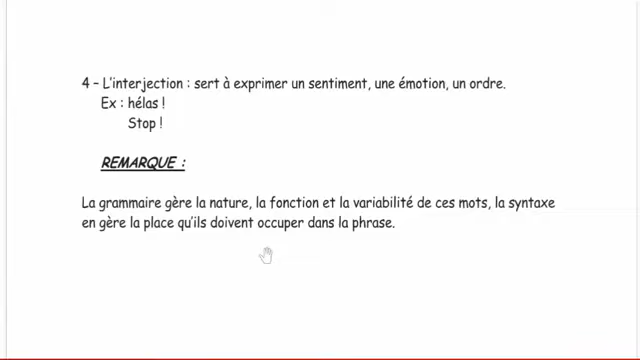 4 – L'interjection : sert à exprimer un sentiment, une émotion, un ordre.
Ex : hélas !
Stop !
REMARQUE :
La grammaire gère la nature, la fonction et la variabilité de ces mots, la syntaxe
en gère la place qu'ils doivent occuper dans la phrase.